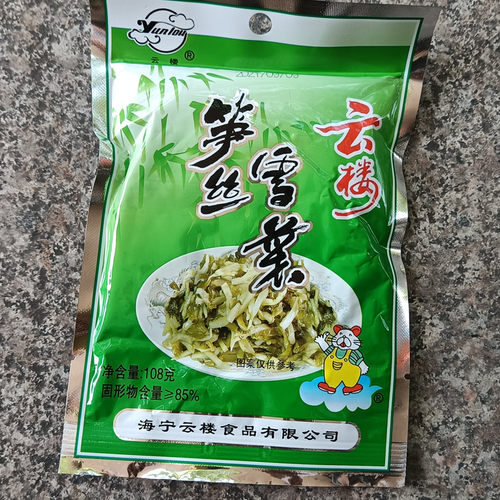 Yunlou
云楼®
云楼
笋丝
雪菜
图案仅供参考
净含量:108克
固形物含量≥85%
®
海宁云楼食品有限公司